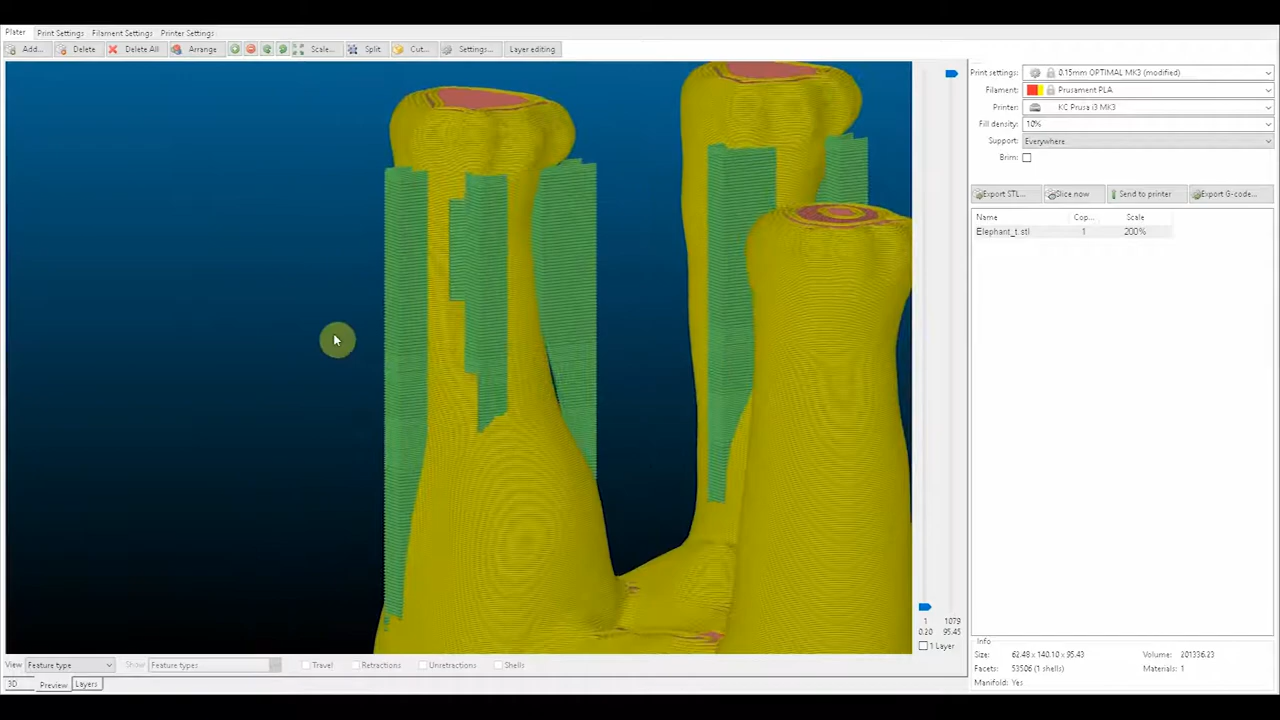 Plater Print Settings Filament Settings Printer Settings
Add... Delete Delete All Arrange Scale... Split Cut... Settings... Layer editing
Print settings: 0.15mm OPTIMAL MK3 (modified)
Filament: Prusament PLA
Printer: KC Prusa i3 MK3
Fill density: 10%
Support: Everywhere
Brim:
Export STL... Slice now Send to printer Export G-code...
Name Cop... Scale
Elephant_t.stl 1 200%
1 1079
0.20 95.45
1 Layer
Info
Size: 62.48 x 140.10 x 95.43 Volume: 201336.23
Facets: 53506 (1 shells) Materials: 1
Manifold: Yes
View Feature type Show Feature types Travel Retractions Unretractions Shells
3D Preview Layers